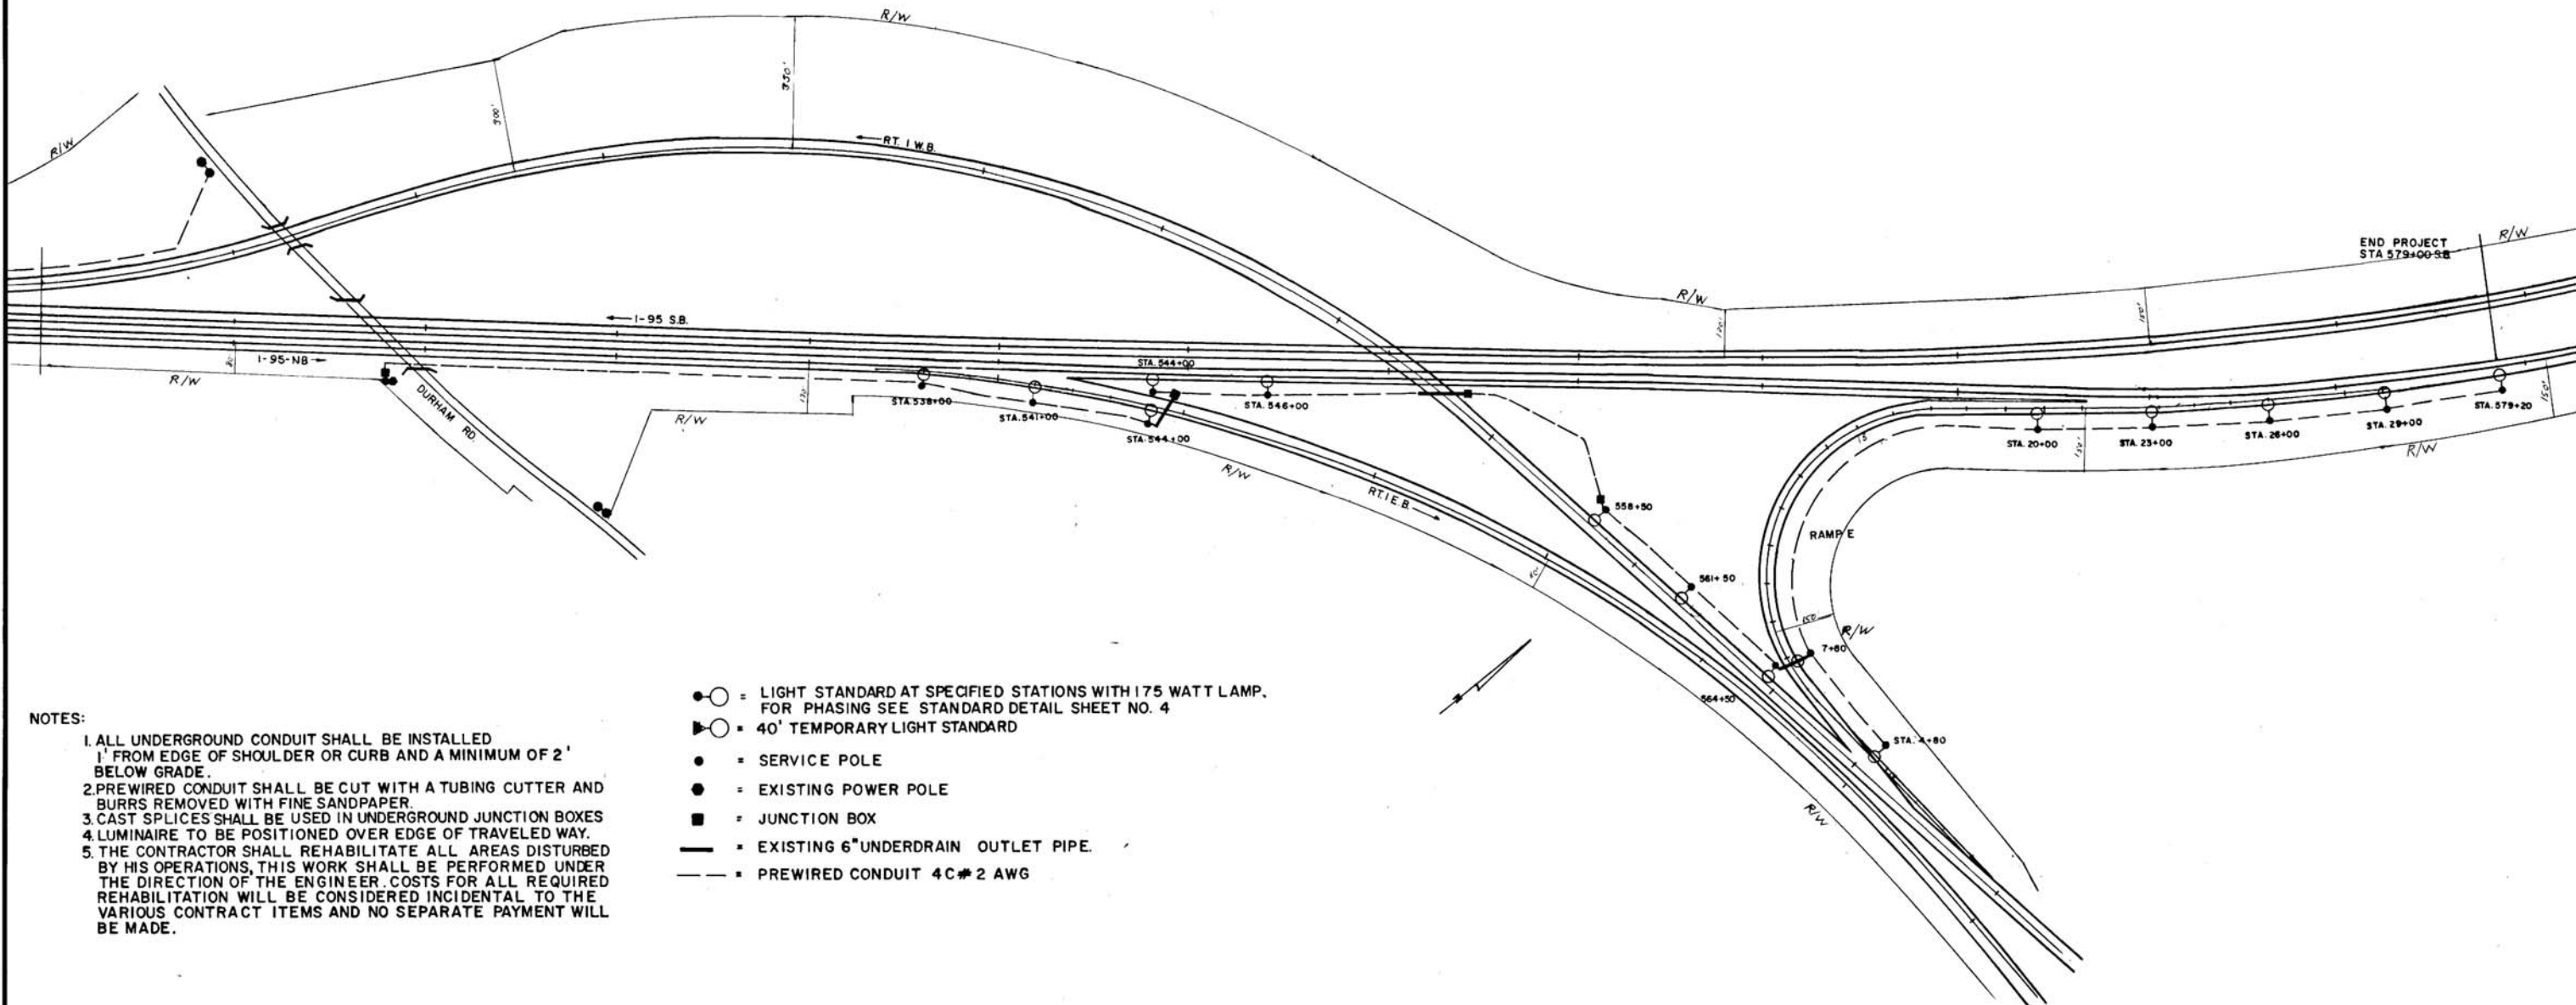 R/W
R/W
300'
330'
RT. 1 W.B.
R/W
END PROJECT
STA 579+00 S.B.
R/W
120'
150'
I-95 S.B.
I-95-NB
R/W
DURHAM RD.
R/W
130'
STA. 538+00
STA. 541+00
STA. 544+00
STA. 544+00
STA. 546+00
R/W
RT. 1 E.B.
558+50
561+50
564+50
RAMP E
15
150'
R/W
7+80
STA. 4+80
STA. 20+00
STA. 23+00
STA. 26+00
STA. 29+00
STA. 579+20
150'
150'
R/W
R/W
NOTES:
1. ALL UNDERGROUND CONDUIT SHALL BE INSTALLED
1' FROM EDGE OF SHOULDER OR CURB AND A MINIMUM OF 2'
BELOW GRADE.
2. PREWIRED CONDUIT SHALL BE CUT WITH A TUBING CUTTER AND
BURRS REMOVED WITH FINE SANDPAPER.
3. CAST SPLICES SHALL BE USED IN UNDERGROUND JUNCTION BOXES
4. LUMINAIRE TO BE POSITIONED OVER EDGE OF TRAVELED WAY.
5. THE CONTRACTOR SHALL REHABILITATE ALL AREAS DISTURBED
BY HIS OPERATIONS, THIS WORK SHALL BE PERFORMED UNDER
THE DIRECTION OF THE ENGINEER. COSTS FOR ALL REQUIRED
REHABILITATION WILL BE CONSIDERED INCIDENTAL TO THE
VARIOUS CONTRACT ITEMS AND NO SEPARATE PAYMENT WILL
BE MADE.
= LIGHT STANDARD AT SPECIFIED STATIONS WITH 175 WATT LAMP.
FOR PHASING SEE STANDARD DETAIL SHEET NO. 4
= 40' TEMPORARY LIGHT STANDARD
= SERVICE POLE
= EXISTING POWER POLE
= JUNCTION BOX
= EXISTING 6" UNDERDRAIN OUTLET PIPE.
= PREWIRED CONDUIT 4C#2 AWG